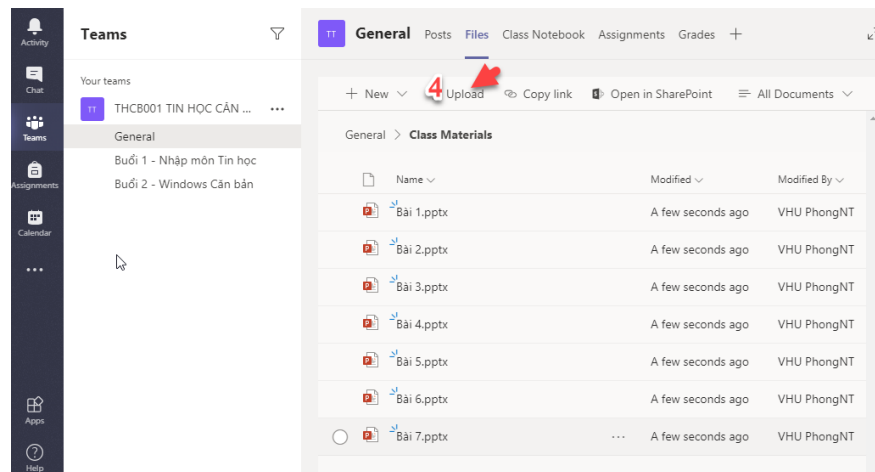 Activity
Chat
Teams
Assignments
Calendar
Apps
Help
Teams
Your teams
TT THCB001 TIN HỌC CĂN ...
General
Buổi 1 - Nhập môn Tin học
Buổi 2 - Windows Căn bản
TT General Posts Files Class Notebook Assignments Grades
New 4 Upload Copy link Open in SharePoint All Documents
General > Class Materials
Name Modified Modified By
Bài 1.pptx A few seconds ago VHU PhongNT
Bài 2.pptx A few seconds ago VHU PhongNT
Bài 3.pptx A few seconds ago VHU PhongNT
Bài 4.pptx A few seconds ago VHU PhongNT
Bài 5.pptx A few seconds ago VHU PhongNT
Bài 6.pptx A few seconds ago VHU PhongNT
Bài 7.pptx ... A few seconds ago VHU PhongNT